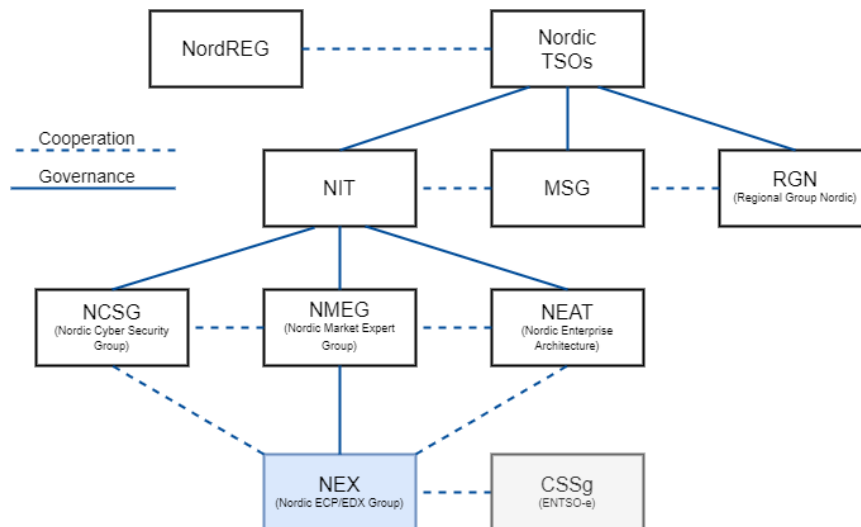 NordREG
Nordic
TSOs
Cooperation
Governance
NIT
MSG
RGN
(Regional Group Nordic)
NCSG
(Nordic Cyber Security
Group)
NMEG
(Nordic Market Expert
Group)
NEAT
(Nordic Enterprise
Architecture)
NEX
(Nordic ECP/EDX Group)
CSSg
(ENTSO-e)